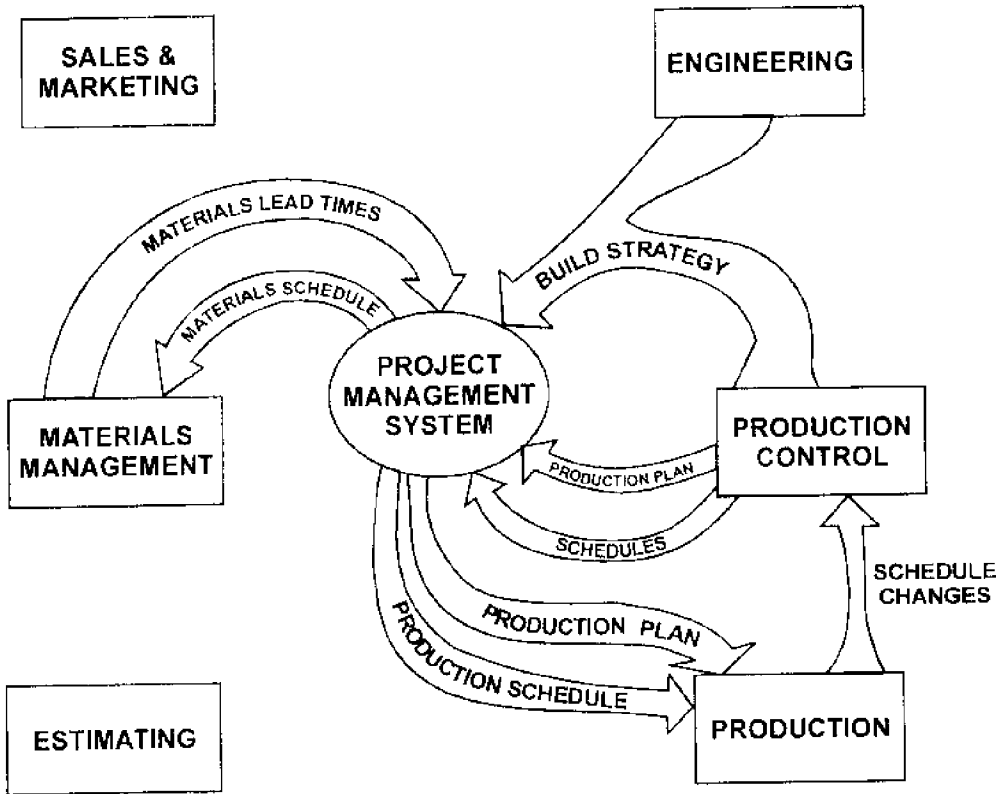 SALES &
MARKETING
ENGINEERING
MATERIALS LEAD TIMES
BUILD STRATEGY
MATERIALS SCHEDULE
PROJECT
MANAGEMENT
SYSTEM
MATERIALS
MANAGEMENT
PRODUCTION
CONTROL
PRODUCTION PLAN
SCHEDULES
SCHEDULE
CHANGES
PRODUCTION PLAN
PRODUCTION SCHEDULE
ESTIMATING
PRODUCTION